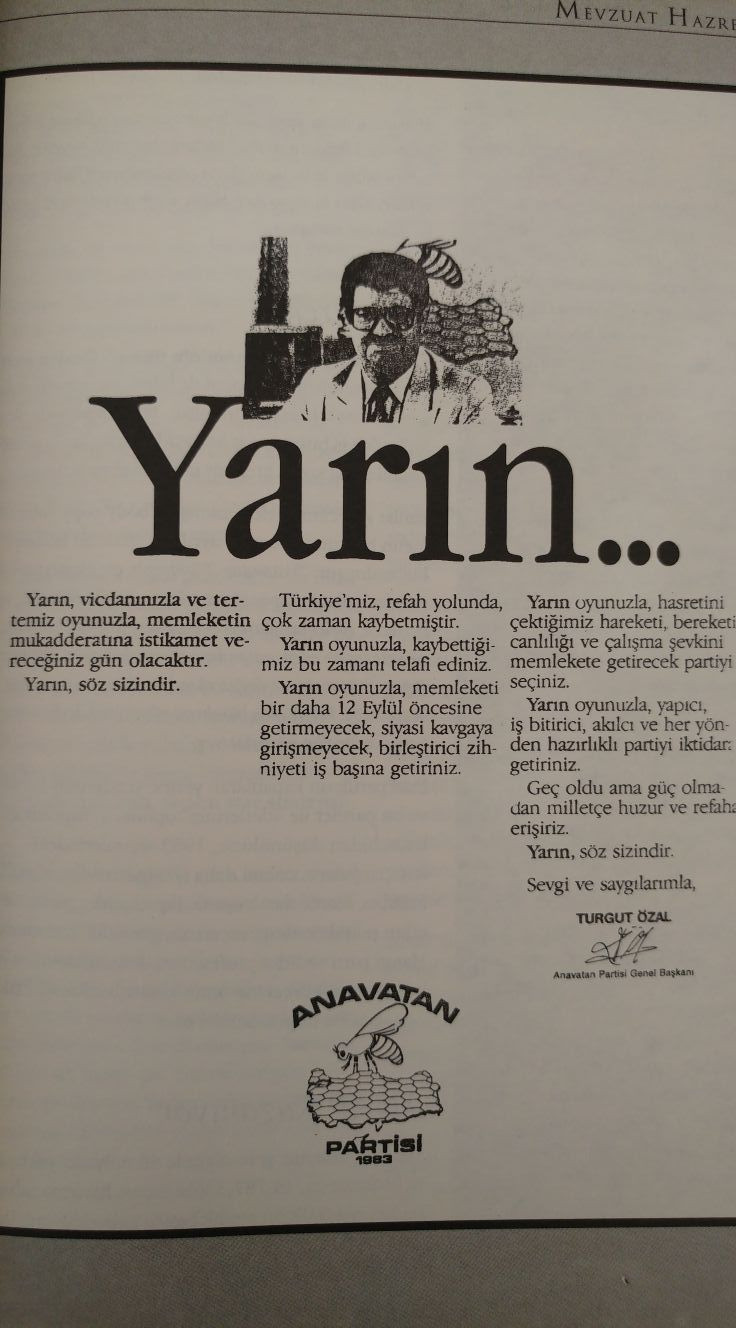 MEVZUAT
Yarın...
Yarın, vicdanınızla ve ter-
temiz oyunuzla, memleketin
mukadderatına istikamet ve-
receğiniz gün olacaktır.
Yarın, söz sizindir.
Türkiye'miz, refah yolunda,
çok zaman kaybetmiştir.
Yarın oyunuzla, kaybettiği-
miz bu zamanı telafi ediniz.
Yarın oyunuzla, memleketi
bir daha 12 Eylül öncesine
getirmeyecek, siyasi kavgaya
girişmeyecek, birleştirici zih-
niyeti iş başına getiriniz.
Yarın oyunuzla, hasretini
çektiğimiz hareketi, bereketi
canlılığı ve çalışma şevkini
memlekete getirecek partiyi
seçiniz.
Yarın oyunuzla, yapıcı,
iş bitirici, akılcı ve her yön-
den hazırlıklı partiyi
getiriniz.
Geç oldu ama güç olma-
dan milletçe huzur ve
erişiriz.
Yarın, söz sizindir.
Sevgi ve saygılarımla,
TURGUT ÖZAL
Anavatan Partisi Genel Başkanı
ANAVATAN
PARTİSİ
1983